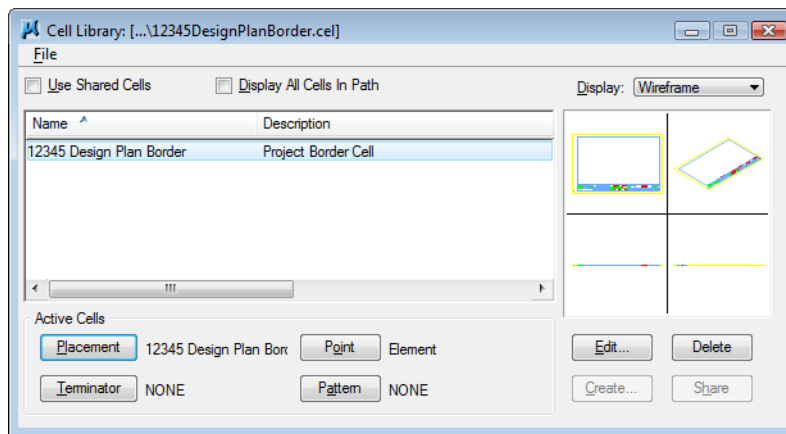 Cell Library: [...\12345DesignPlanBorder.cel]
File
Use Shared Cells Display All Cells In Path Display: Wireframe
Name Description
12345 Design Plan Border Project Border Cell
Active Cells
Placement 12345 Design Plan Bor Point Element Edit... Delete
Terminator NONE Pattern NONE Create... Share